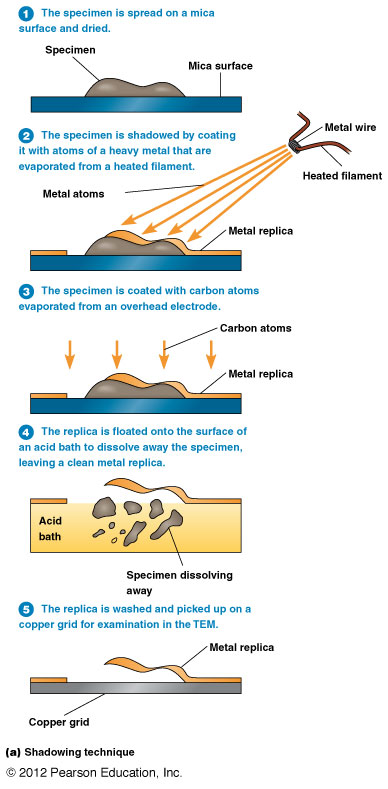 1 The specimen is spread on a mica
surface and dried.
Specimen
Mica surface
2 The specimen is shadowed by coating
it with atoms of a heavy metal that are
evaporated from a heated filament.
Metal wire
Heated filament
Metal atoms
Metal replica
3 The specimen is coated with carbon atoms
evaporated from an overhead electrode.
Carbon atoms
Metal replica
4 The replica is floated onto the surface of
an acid bath to dissolve away the specimen,
leaving a clean metal replica.
Acid
bath
Specimen dissolving
away
5 The replica is washed and picked up on a
copper grid for examination in the TEM.
Metal replica
Copper grid
(a) Shadowing technique
© 2012 Pearson Education, Inc.